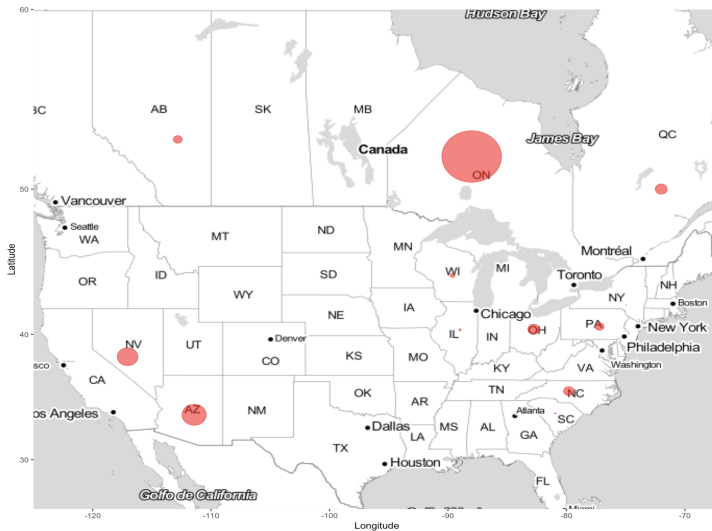 60
Hudson Bay
3C
AB
SK
MB
James Bay
QC
Canada
ON
50
Vancouver
Seattle
WA
MT
ND
MN
Montréal
OR
ID
SD
WI
MI
Toronto
NH
WY
IA
NY
Boston
NE
Chicago
40
NV
UT
Denver
IL
IN
OH
PA
New York
CO
KS
MO
Philadelphia
sco
KY
VA
Washington
CA
OK
TN
NC
os Angeles
AZ
NM
AR
Atlanta
SC
Dallas
MS
AL
GA
LA
TX
30
Houston
FL
Golfo de California
Miami
-120
-110
-100
-90
-80
-70
Longitude
Latitude